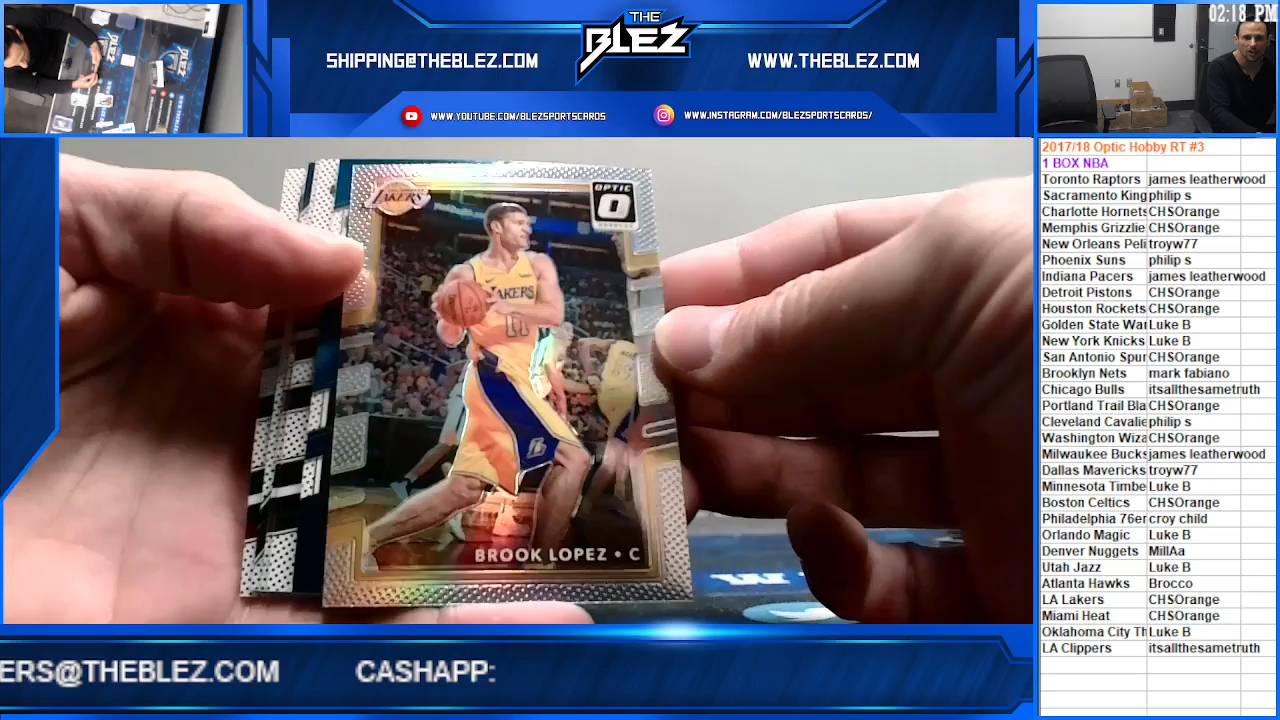 THE
BLEZ
SHIPPING@THEBLEZ.COM
WWW.THEBLEZ.COM
WWW.YOUTUBE.COM/BLEZSPORTSCARDS
WWW.INSTAGRAM.COM/BLEZSPORTSCARDS/
02:18 PM
LAKERS
OPTIC
LAKERS
11
BROOK LOPEZ • C
2017/18 Optic Hobby RT #3
1 BOX NBA
Toronto Raptors james leatherwood
Sacramento King philip s
Charlotte Hornets CHSOrange
Memphis Grizzlie CHSOrange
New Orleans Peli troyw77
Phoenix Suns philip s
Indiana Pacers james leatherwood
Detroit Pistons CHSOrange
Houston Rockets CHSOrange
Golden State War Luke B
New York Knicks Luke B
San Antonio Spur CHSOrange
Brooklyn Nets mark fabiano
Chicago Bulls itsallthesametruth
Portland Trail Bla CHSOrange
Cleveland Cavalie philip s
Washington Wiza CHSOrange
Milwaukee Bucks james leatherwood
Dallas Mavericks troyw77
Minnesota Timbe Luke B
Boston Celtics CHSOrange
Philadelphia 76er croy child
Orlando Magic Luke B
Denver Nuggets MillAa
Utah Jazz Luke B
Atlanta Hawks Brocco
LA Lakers CHSOrange
Miami Heat CHSOrange
Oklahoma City Th Luke B
LA Clippers itsallthesametruth
ERS@THEBLEZ.COM CASHAPP: